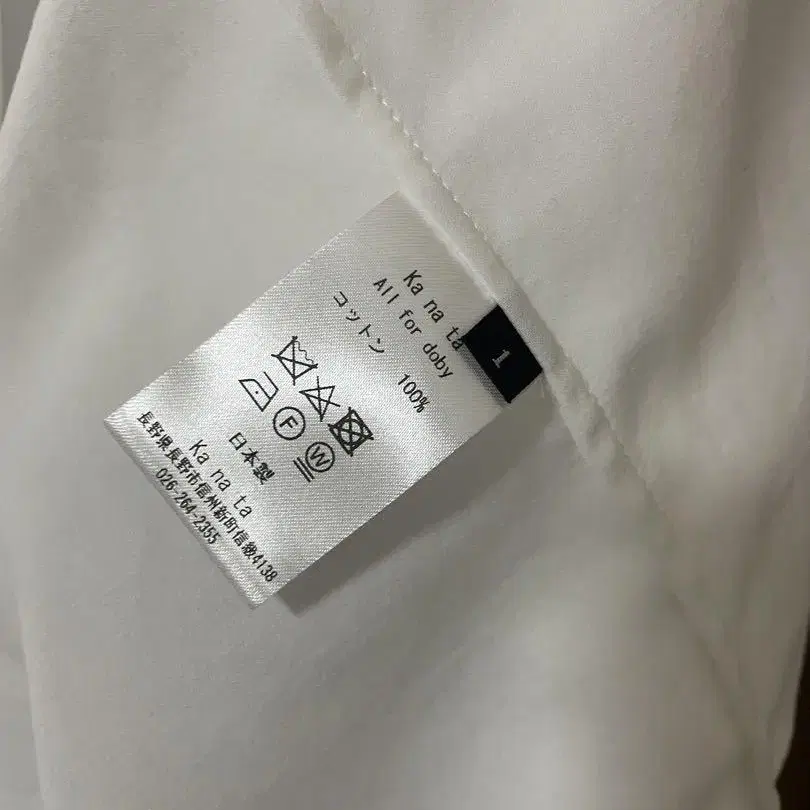 Ka na ta
All for doby
コットン 100%
1
F
W
日本製
Ka na ta
長野県長野市信州新町信級4138
026-264-2355